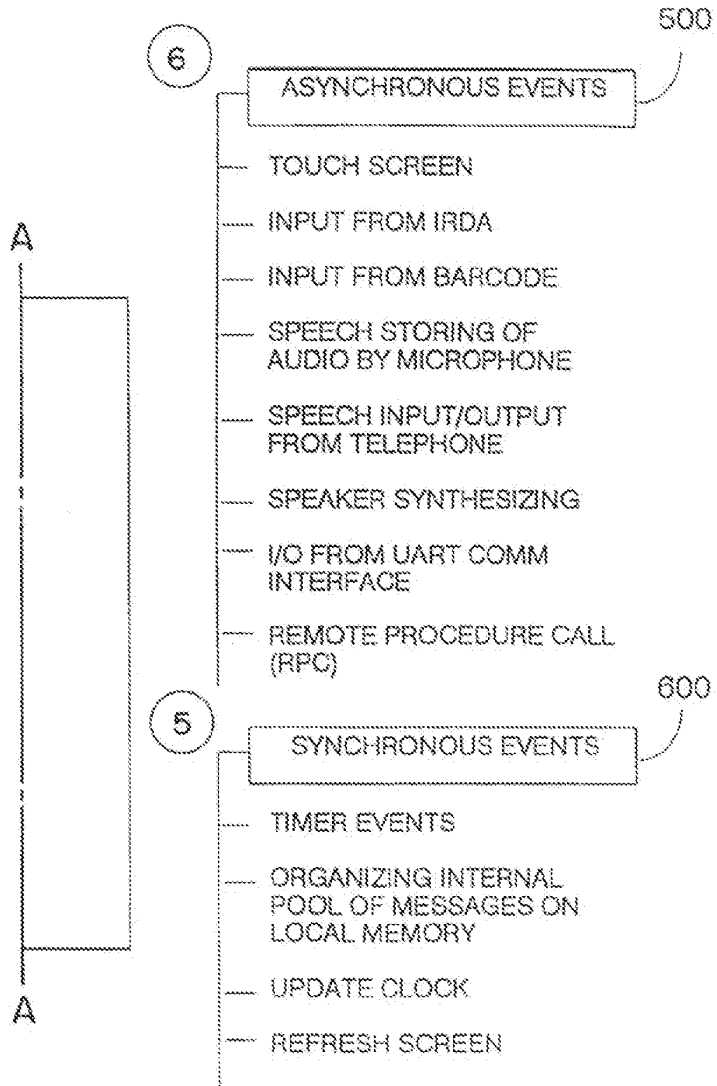 500
6
ASYNCHRONOUS EVENTS
TOUCH SCREEN
INPUT FROM IRDA
A
INPUT FROM BARCODE
SPEECH STORING OF
AUDIO BY MICROPHONE
SPEECH INPUT/OUTPUT
FROM TELEPHONE
SPEAKER SYNTHESIZING
I/O FROM UART COMM
INTERFACE
REMOTE PROCEDURE CALL
(RPC)
600
5
SYNCHRONOUS EVENTS
TIMER EVENTS
ORGANIZING INTERNAL
POOL OF MESSAGES ON
LOCAL MEMORY
UPDATE CLOCK
A
REFRESH SCREEN